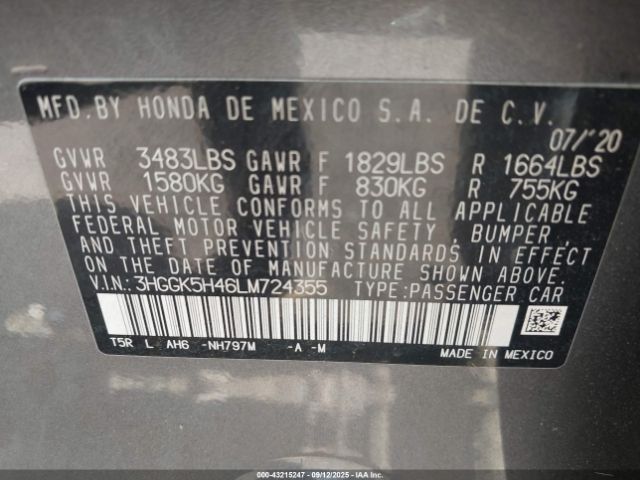 MFD.BY HONDA DE MEXICO S.A. DE C.V.
07/'20
GVWR 3483LBS GAWR F 1829LBS R 1664LBS
GVWR 1580KG GAWR F 830KG R 755KG
THIS VEHICLE CONFORMS TO ALL APPLICABLE
FEDERAL MOTOR VEHICLE SAFETY, BUMPER,
AND THEFT PREVENTION STANDARDS IN EFFECT
ON THE DATE OF MANUFACTURE SHOWN ABOVE.
V.I.N.: 3HGGK5H46LM724355 TYPE:PASSENGER CAR
T5R L AH6 -NH797M -A -M
MADE IN MEXICO
000-43215247 - 09/12/2025 - IAAI.com